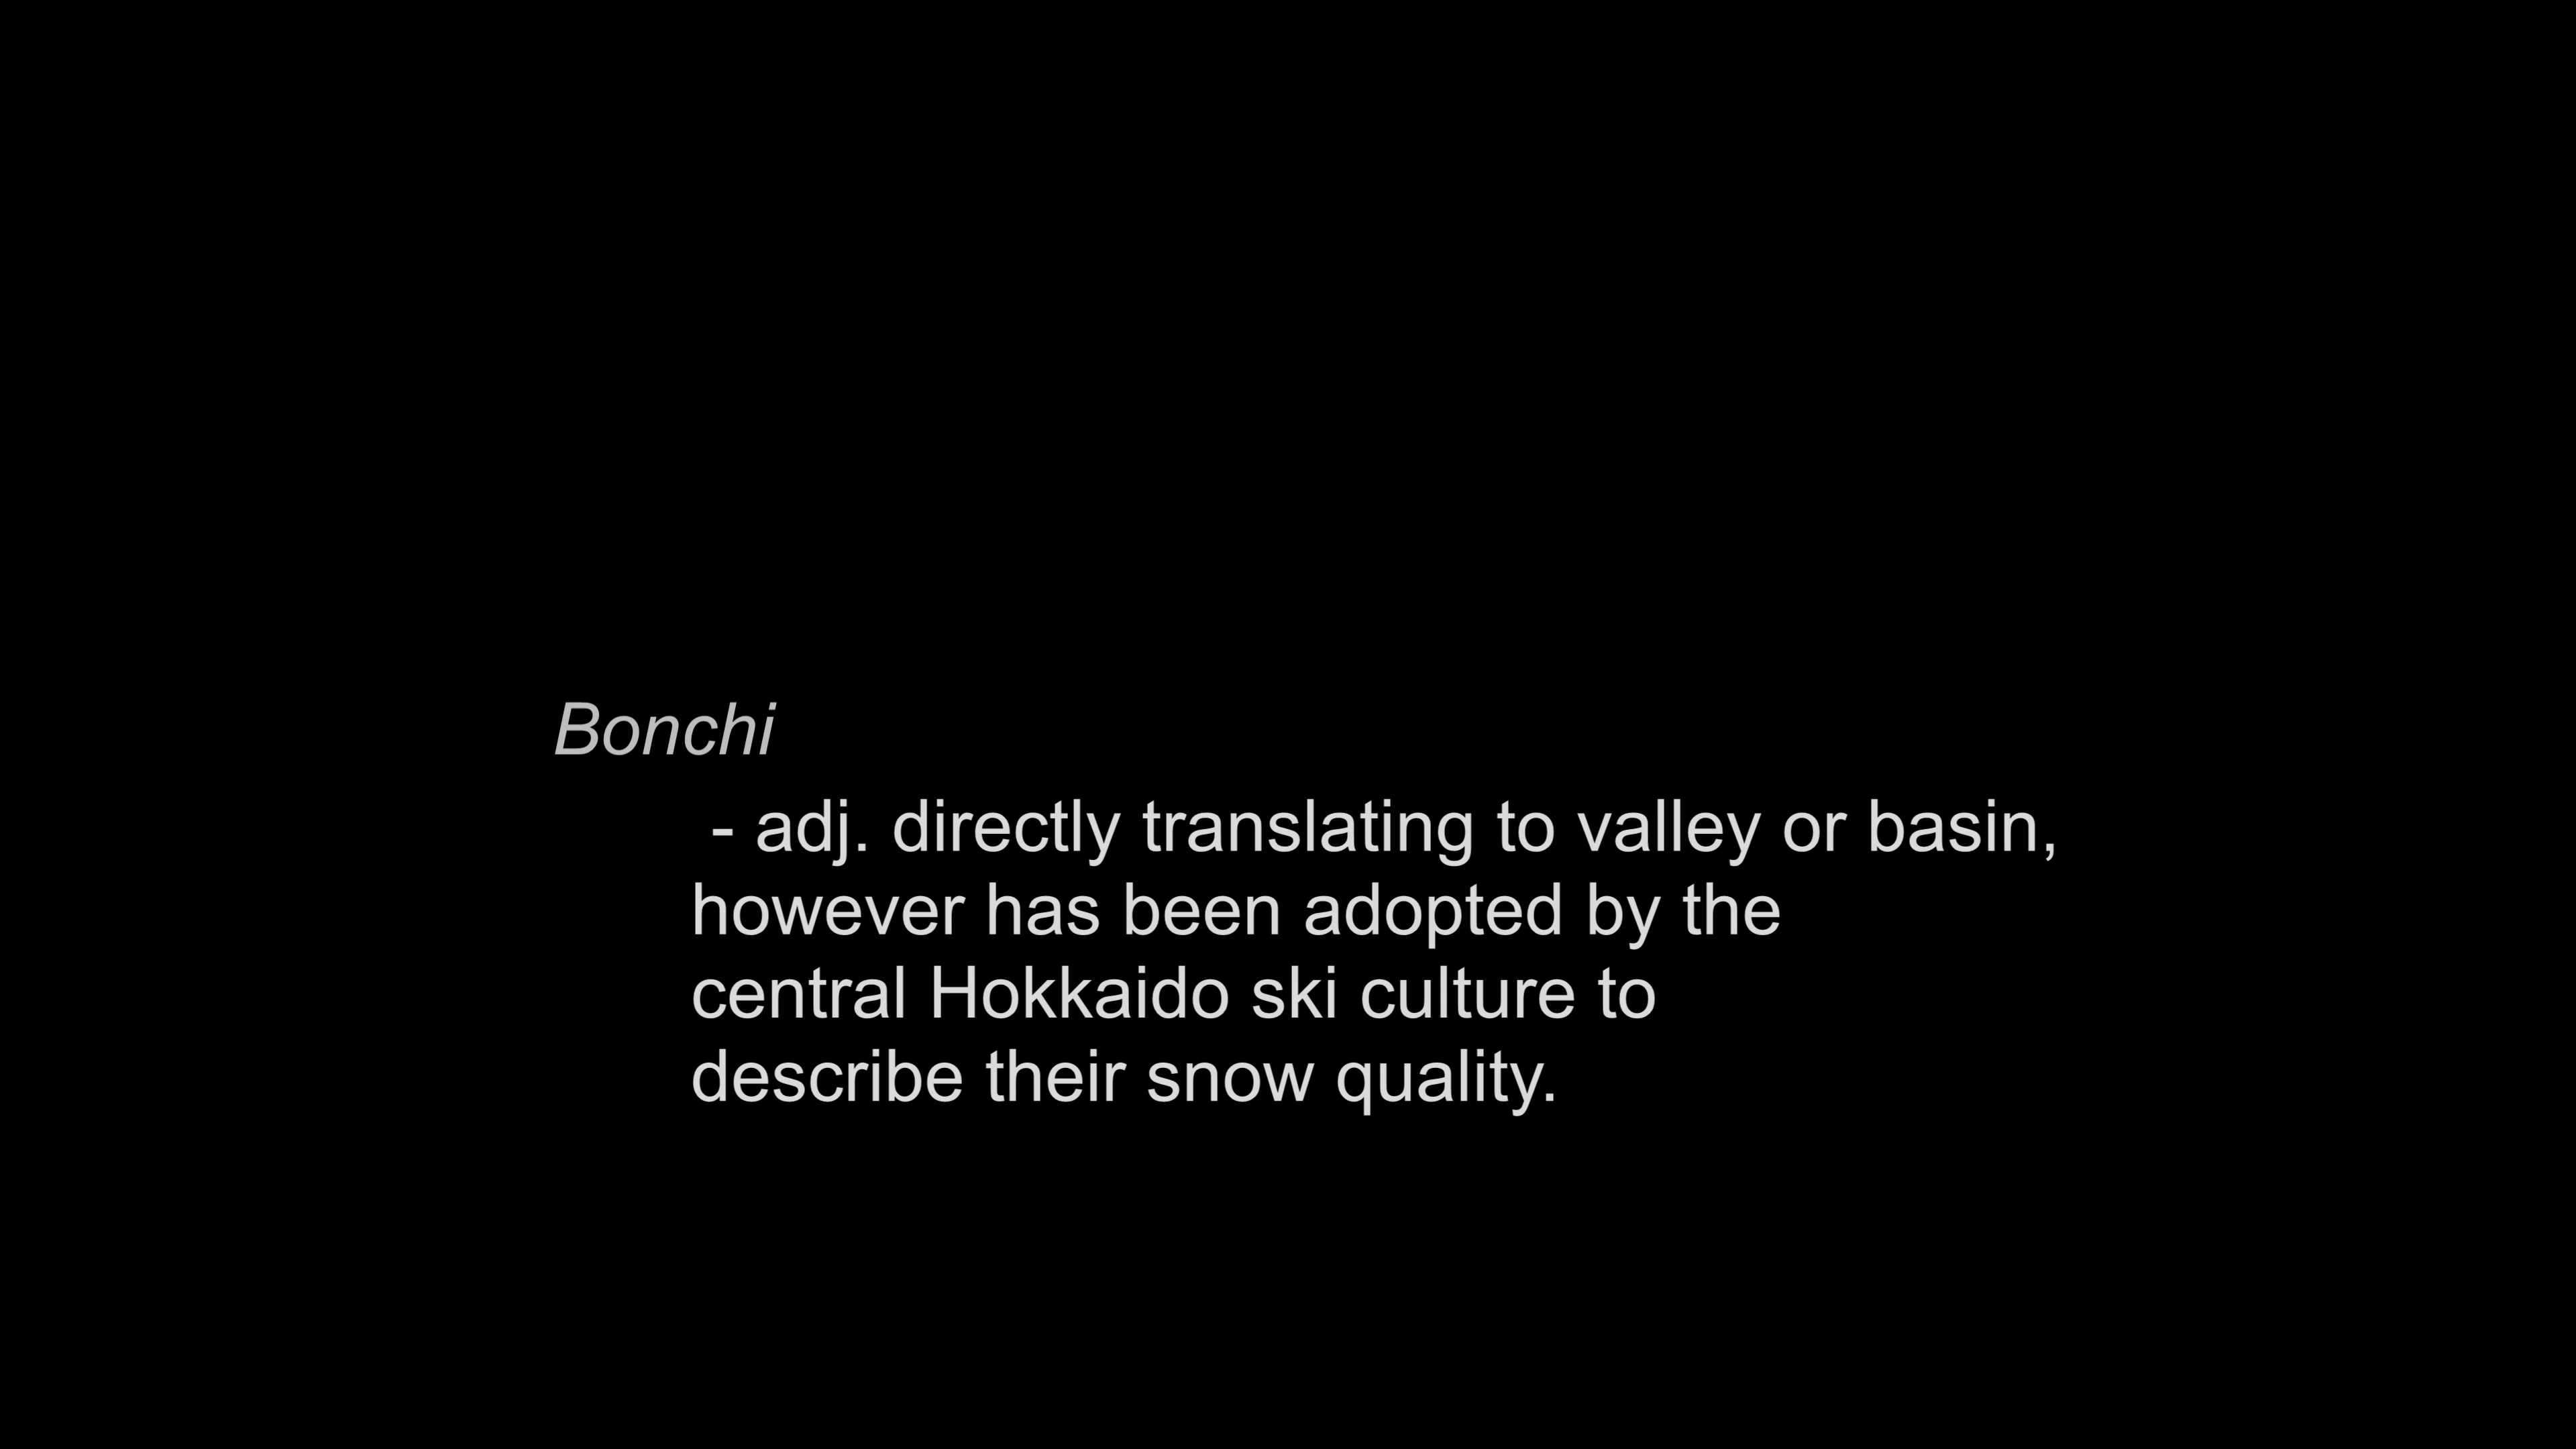 Bonchi
- adj. directly translating to valley or basin,
however has been adopted by the
central Hokkaido ski culture to
describe their snow quality.